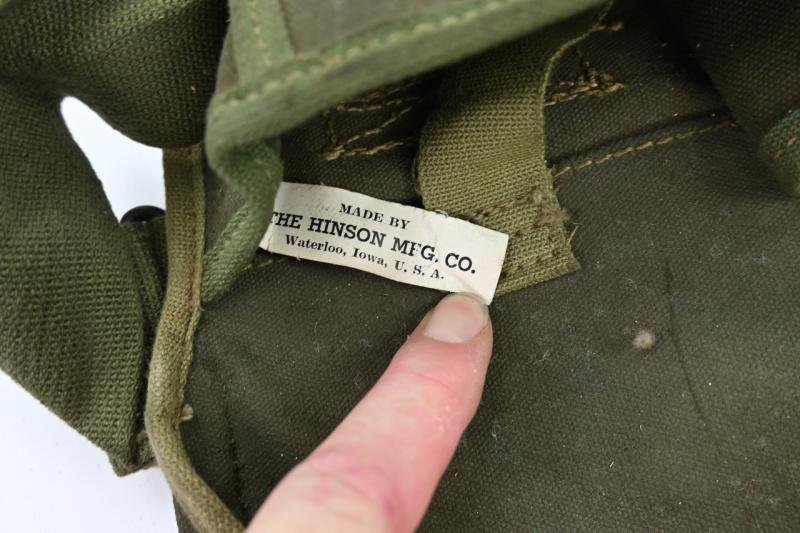 MADE BY
THE HINSON MFG. CO.
Waterloo, Iowa, U. S. A.